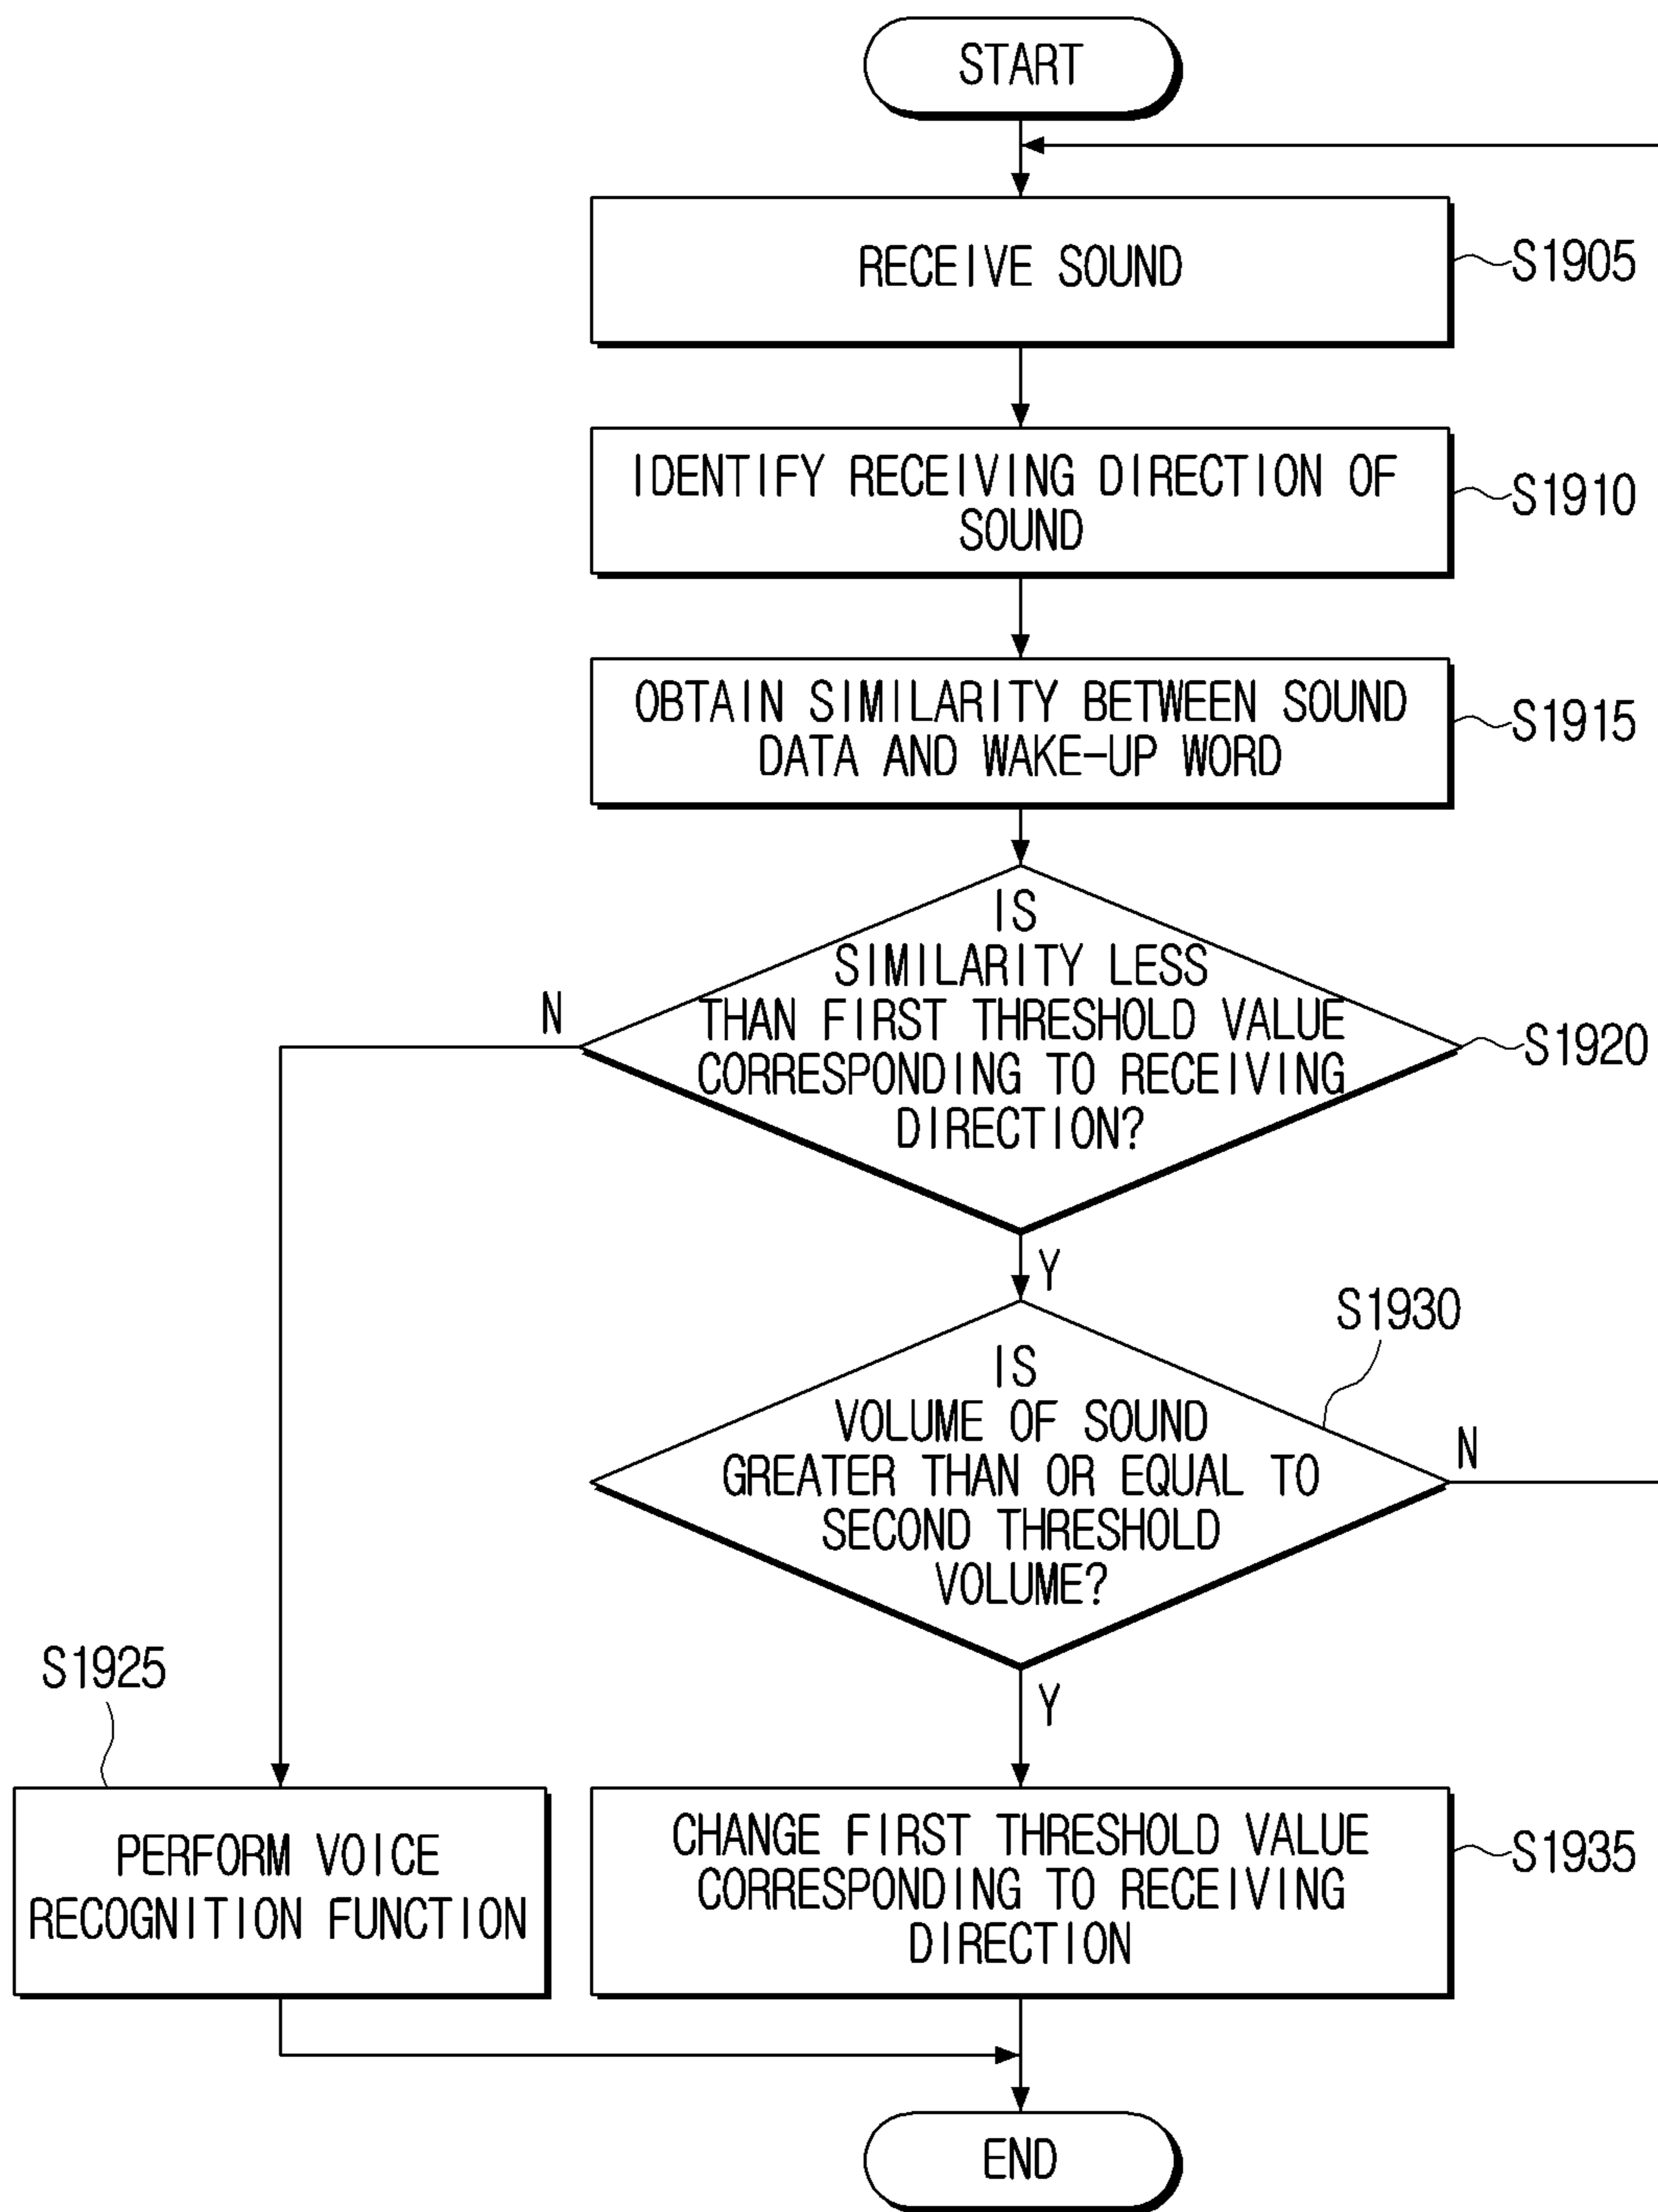 START
RECEIVE SOUND
S1905
IDENTIFY RECEIVING DIRECTION OF
SOUND
S1910
OBTAIN SIMILARITY BETWEEN SOUND
DATA AND WAKE-UP WORD
S1915
IS
SIMILARITY LESS
THAN FIRST THRESHOLD VALUE
CORRESPONDING TO RECEIVING
DIRECTION?
N
S1920
Y
S1930
IS
VOLUME OF SOUND
GREATER THAN OR EQUAL TO
SECOND THRESHOLD
VOLUME?
N
Y
S1925
PERFORM VOICE
RECOGNITION FUNCTION
CHANGE FIRST THRESHOLD VALUE
CORRESPONDING TO RECEIVING
DIRECTION
S1935
END